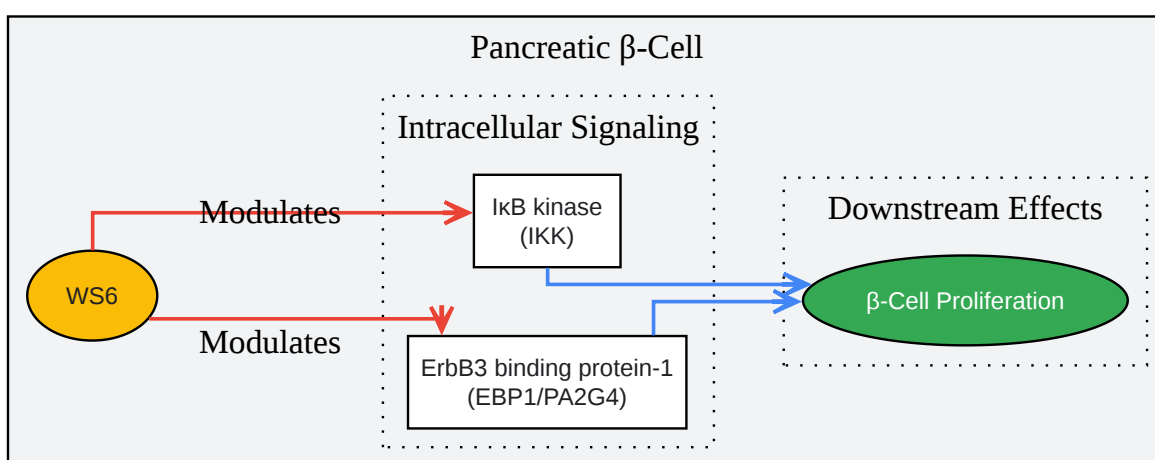 Pancreatic β-Cell
Intracellular Signaling
Modulates
IκB kinase
(IKK)
Downstream Effects
WS6
β-Cell Proliferation
Modulates
ErbB3 binding protein-1
(EBP1/PA2G4)